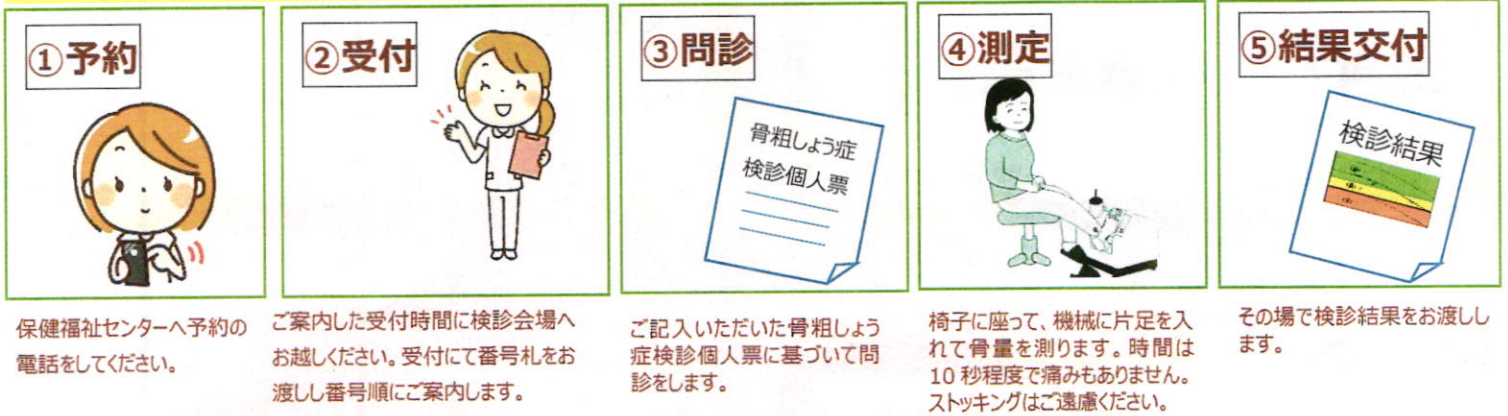 ①予約
保健福祉センターへ予約の
電話をしてください。
②受付
ご案内した受付時間に検診会場へ
お越しください。受付にて番号札をお
渡しし番号順にご案内します。
③問診
骨粗しょう症
検診個人票
ご記入いただいた骨粗しょう
症検診個人票に基づいて問
診をします。
④測定
椅子に座って、機械に片足を入
れて骨量を測ります。時間は
10 秒程度で痛みもありません。
ストッキングはご遠慮ください。
⑤結果交付
検診結果
その場で検診結果をお渡しし
ます。